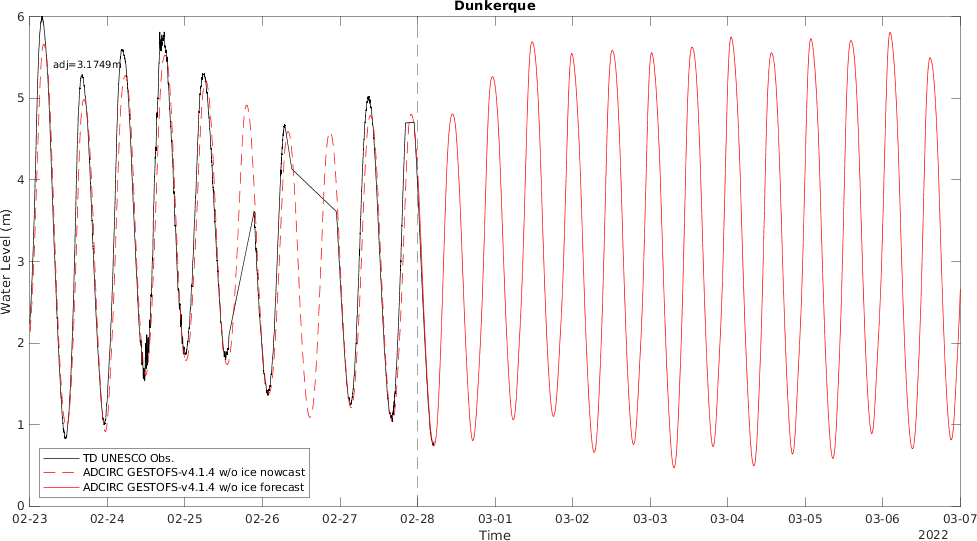 Dunkerque
adj=3.1749m
Water Level (m)
6
5
4
3
2
1
0
TD UNESCO Obs.
ADCIRC GESTOFS-v4.1.4 w/o ice nowcast
ADCIRC GESTOFS-v4.1.4 w/o ice forecast
02-23 02-24 02-25 02-26 02-27 02-28 03-01 03-02 03-03 03-04 03-05 03-06 03-07
Time
2022